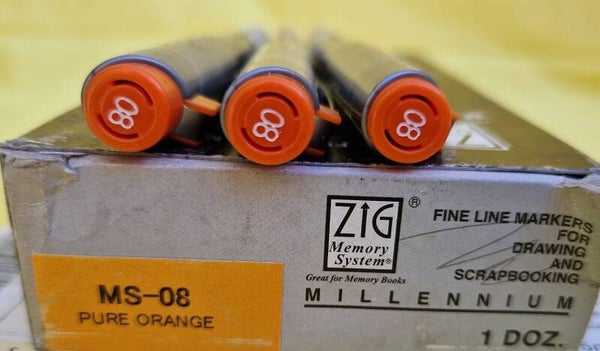 08
08
08
ZIG ®
Memory
System®
Great for Memory Books
MILLENNIUM
FINE LINE MARKERS
FOR
DRAWING
AND
SCRAPBOOKING
1 DOZ.
MS-08
PURE ORANGE